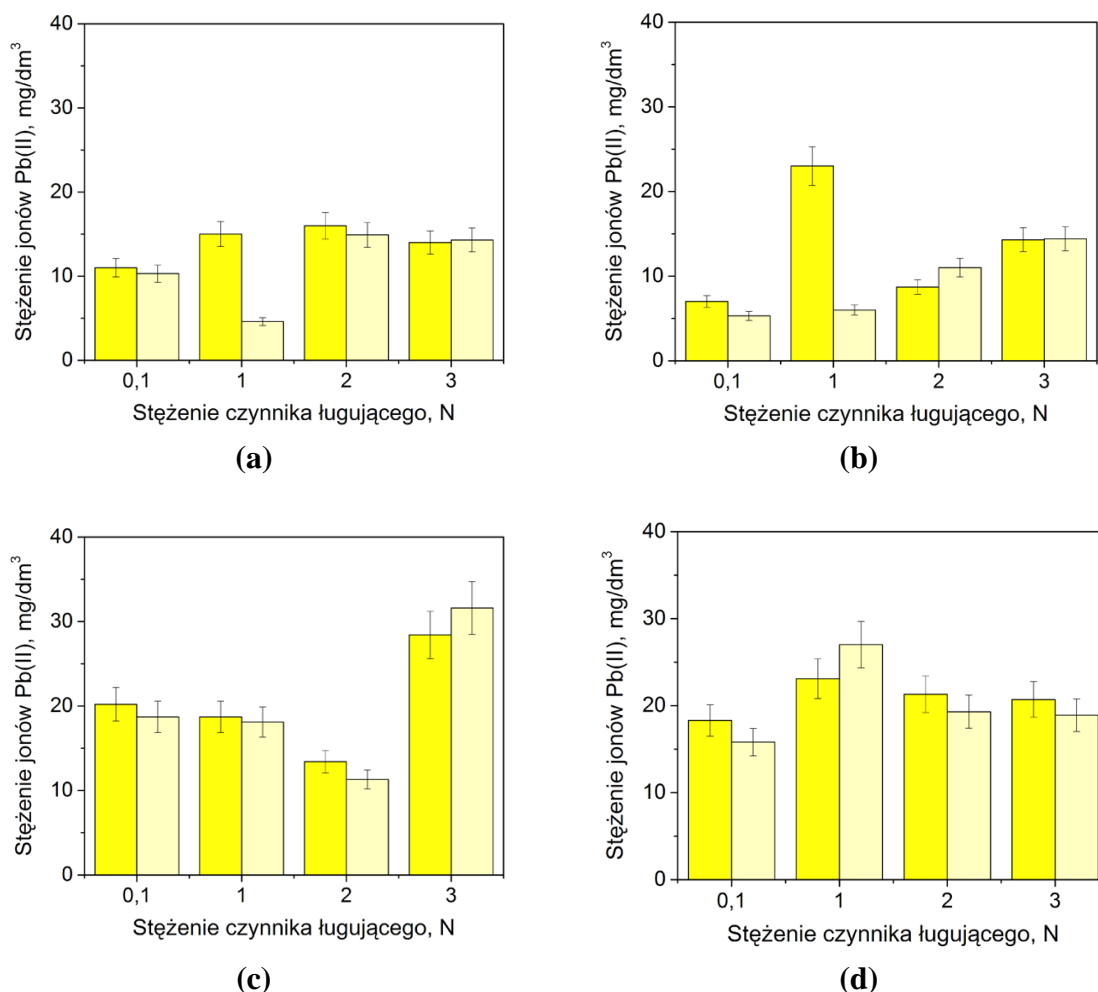 Stężenie jonów Pb(II), mg/dm³
40
30
20
10
0
0,1 1 2 3
Stężenie czynnika ługującego, N
(a)
Stężenie jonów Pb(II), mg/dm³
40
30
20
10
0
0,1 1 2 3
Stężenie czynnika ługującego, N
(b)
Stężenie jonów Pb(II), mg/dm³
40
30
20
10
0
0,1 1 2 3
Stężenie czynnika ługującego, N
(c)
Stężenie jonów Pb(II), mg/dm³
40
30
20
10
0
0,1 1 2 3
Stężenie czynnika ługującego, N
(d)